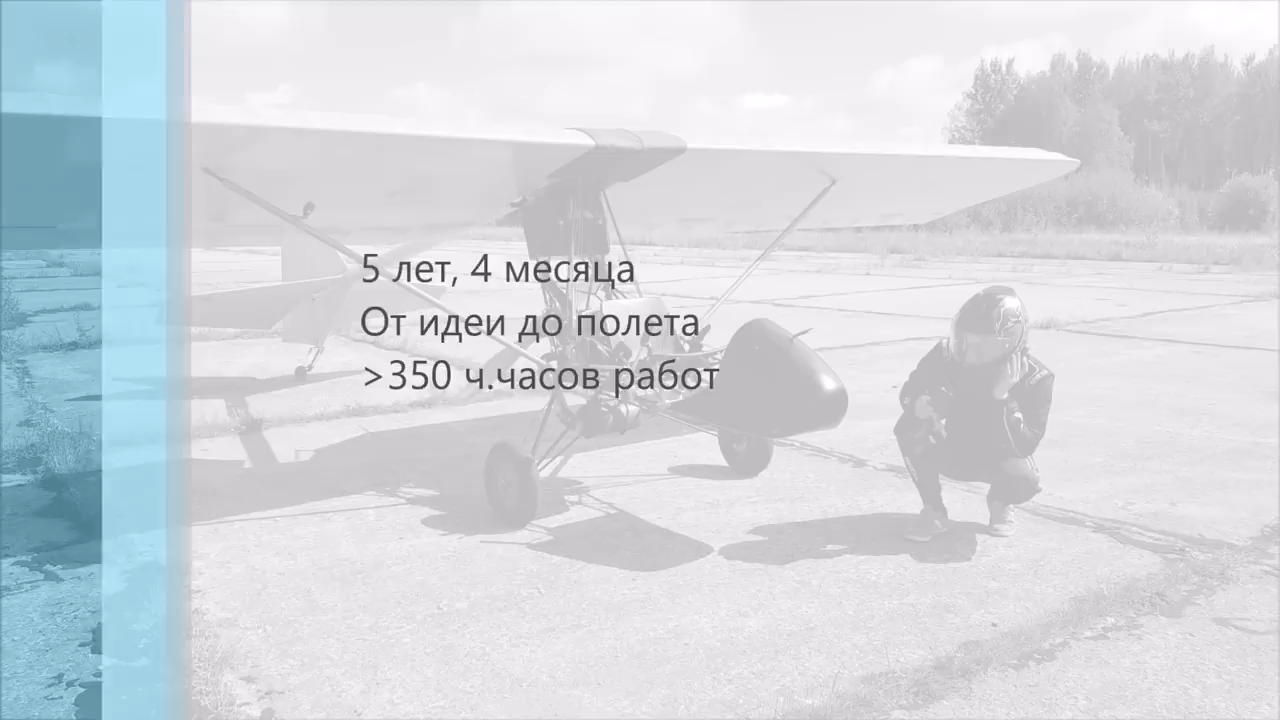 5 лет, 4 месяца
От идеи до полета
>350 ч.часов работ